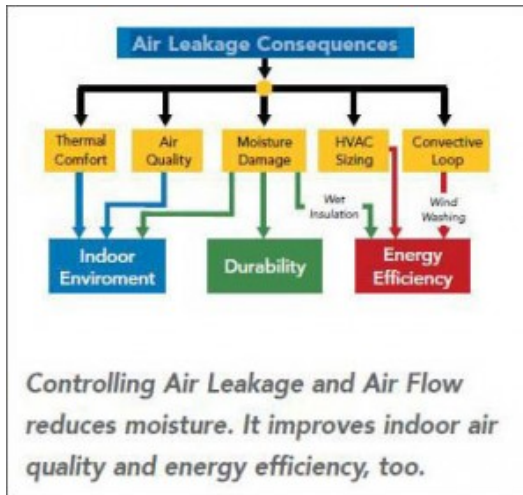 Air Leakage Consequences
Thermal
Comfort
Air
Quality
Moisture
Damage
HVAC
Sizing
Convective
Loop
Wet
Insulation
Wind
Washing
Indoor
Enviroment
Durability
Energy
Efficiency
Controlling Air Leakage and Air Flow
reduces moisture. It improves indoor air
quality and energy efficiency, too.